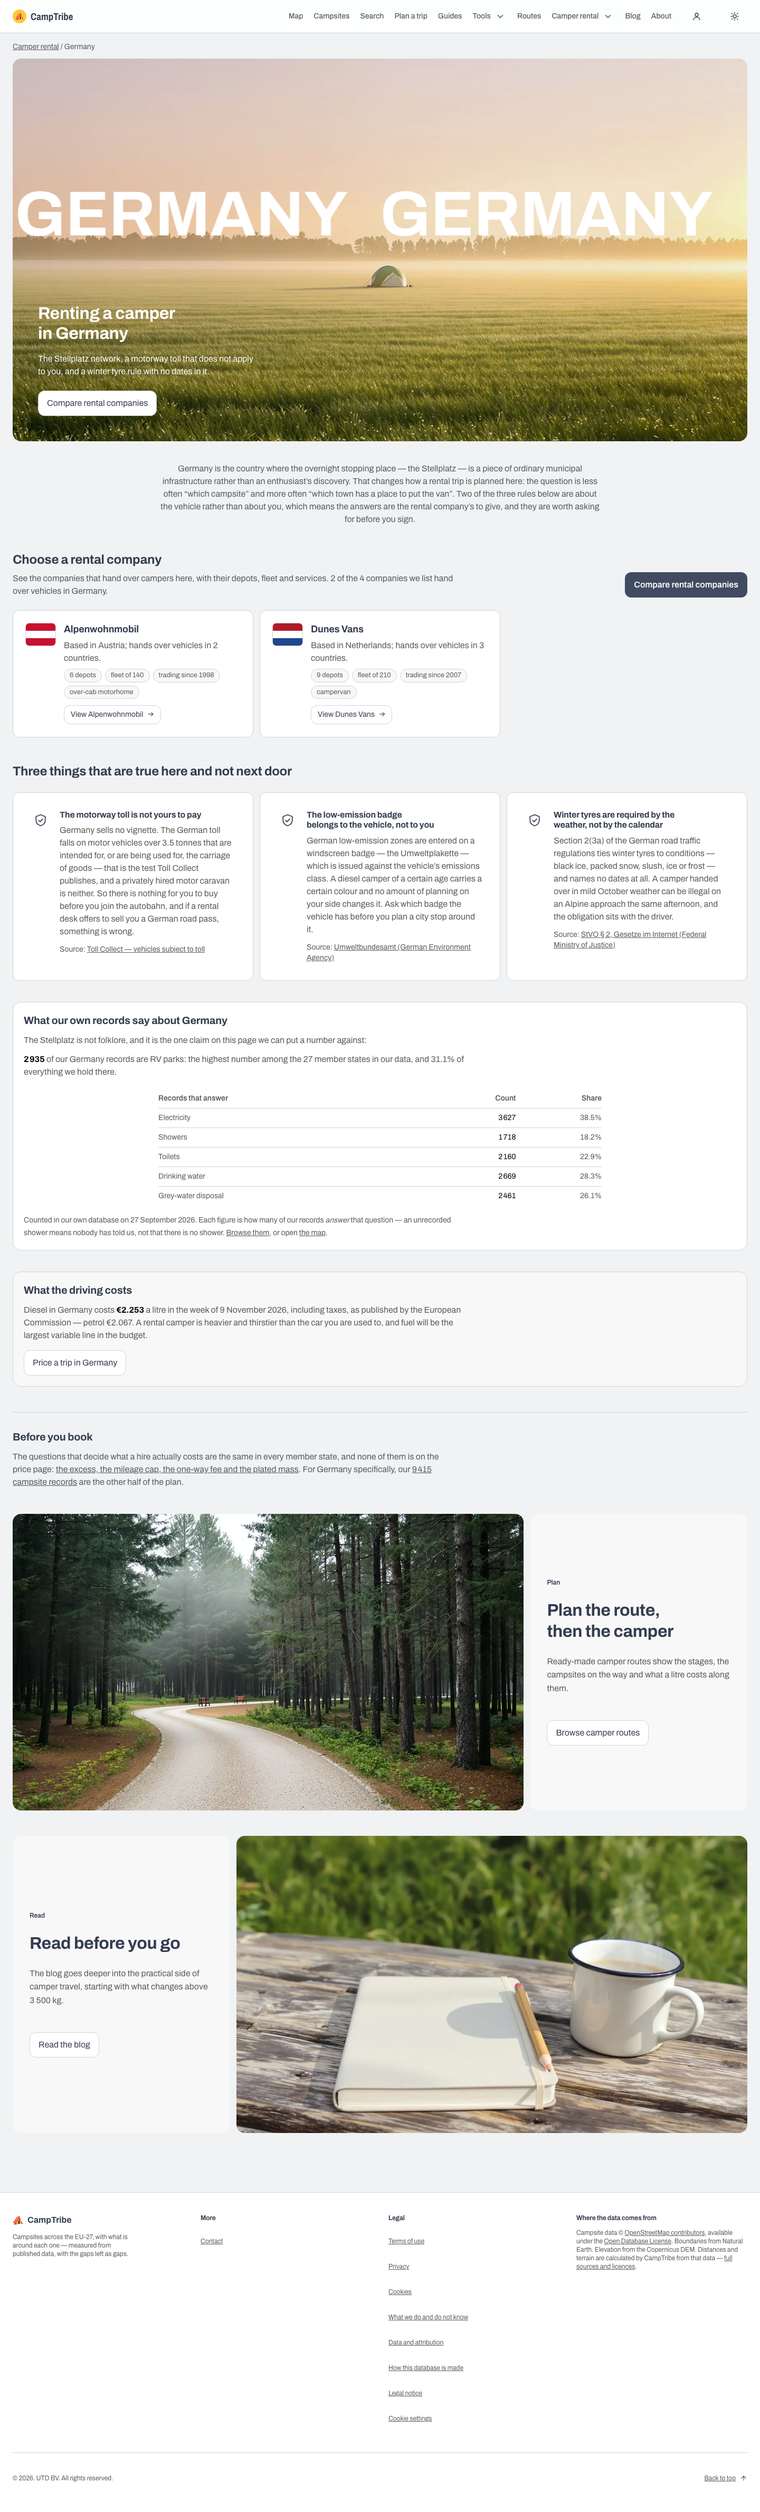 CampTribe
Map Campsites Search Plan a trip Guides Tools Routes Camper rental Blog About
Camper rental / Germany
GERMANY GERMANY
Renting a camper
in Germany
The Stellplatz network, a motorway toll that does not apply
to you, and a winter tyre rule with no dates in it.
Compare rental companies
Germany is the country where the overnight stopping place — the Stellplatz — is a piece of ordinary municipal
infrastructure rather than an enthusiast's discovery. That changes how a rental trip is planned here: the question is less
often “which campsite” and more often “which town has a place to put the van”. Two of the three rules below are about
the vehicle rather than about you, which means the answers are the rental company's to give, and they are worth asking
for before you sign.
Choose a rental company
See the companies that hand over campers here, with their depots, fleet and services. 2 of the 4 companies we list hand
over vehicles in Germany.
Compare rental companies
Alpenwohnmobil
Based in Austria; hands over vehicles in 2
countries.
6 depots fleet of 140 trading since 1998
over-cab motorhome
View Alpenwohnmobil →
Dunes Vans
Based in Netherlands; hands over vehicles in 3
countries.
9 depots fleet of 210 trading since 2007
campervan
View Dunes Vans →
Three things that are true here and not next door
The motorway toll is not yours to pay
Germany sells no vignette. The German toll
falls on motor vehicles over 3.5 tonnes that are
intended for, or are being used for, the carriage
of goods — that is the test Toll Collect
publishes, and a privately hired motor caravan
is neither. So there is nothing for you to buy
before you join the autobahn, and if a rental
desk offers to sell you a German road pass,
something is wrong.
Source: Toll Collect — vehicles subject to toll
The low-emission badge
belongs to the vehicle, not to you
German low-emission zones are entered on a
windscreen badge — the Umweltplakette —
which is issued against the vehicle's emissions
class. A diesel camper of a certain age carries a
certain colour and no amount of planning on
your side changes it. Ask which badge the
vehicle has before you plan a city stop around
it.
Source: Umweltbundesamt (German Environment
Agency)
Winter tyres are required by the
weather, not by the calendar
Section 2(3a) of the German road traffic
regulations ties winter tyres to conditions —
black ice, packed snow, slush, ice or frost —
and names no dates at all. A camper handed
over in mild October weather can be illegal on
an Alpine approach the same afternoon, and
the obligation sits with the driver.
Source: StVO § 2, Gesetze im Internet (Federal
Ministry of Justice)
What our own records say about Germany
The Stellplatz is not folklore, and it is the one claim on this page we can put a number against:
2 935 of our Germany records are RV parks: the highest number among the 27 member states in our data, and 31.1% of
everything we hold there.
Records that answer Count Share
Electricity 3 627 38.5%
Showers 1 718 18.2%
Toilets 2 160 22.9%
Drinking water 2 669 28.3%
Grey-water disposal 2 461 26.1%
Counted in our own database on 27 September 2026. Each figure is how many of our records answer that question — an unrecorded
shower means nobody has told us, not that there is no shower. Browse them, or open the map.
What the driving costs
Diesel in Germany costs €2.253 a litre in the week of 9 November 2026, including taxes, as published by the European
Commission — petrol €2.067. A rental camper is heavier and thirstier than the car you are used to, and fuel will be the
largest variable line in the budget.
Price a trip in Germany
Before you book
The questions that decide what a hire actually costs are the same in every member state, and none of them is on the
price page: the excess, the mileage cap, the one-way fee and the plated mass. For Germany specifically, our 9 415
campsite records are the other half of the plan.
Plan
Plan the route,
then the camper
Ready-made camper routes show the stages, the
campsites on the way and what a litre costs along
them.
Browse camper routes
Read
Read before you go
The blog goes deeper into the practical side of
camper travel, starting with what changes above
3 500 kg.
Read the blog
CampTribe
Campsites across the EU-27, with what is
around each one — measured from
published data, with the gaps left as gaps.
More
Contact
Legal
Terms of use
Privacy
Cookies
What we do and do not know
Data and attribution
How this database is made
Legal notice
Cookie settings
Where the data comes from
Campsite data © OpenStreetMap contributors, available
under the Open Database License. Boundaries from Natural
Earth. Elevation from the Copernicus DEM. Distances and
terrain are calculated by CampTribe from that data — full
sources and licences.
© 2026. UTD BV. All rights reserved.
Back to top ↑